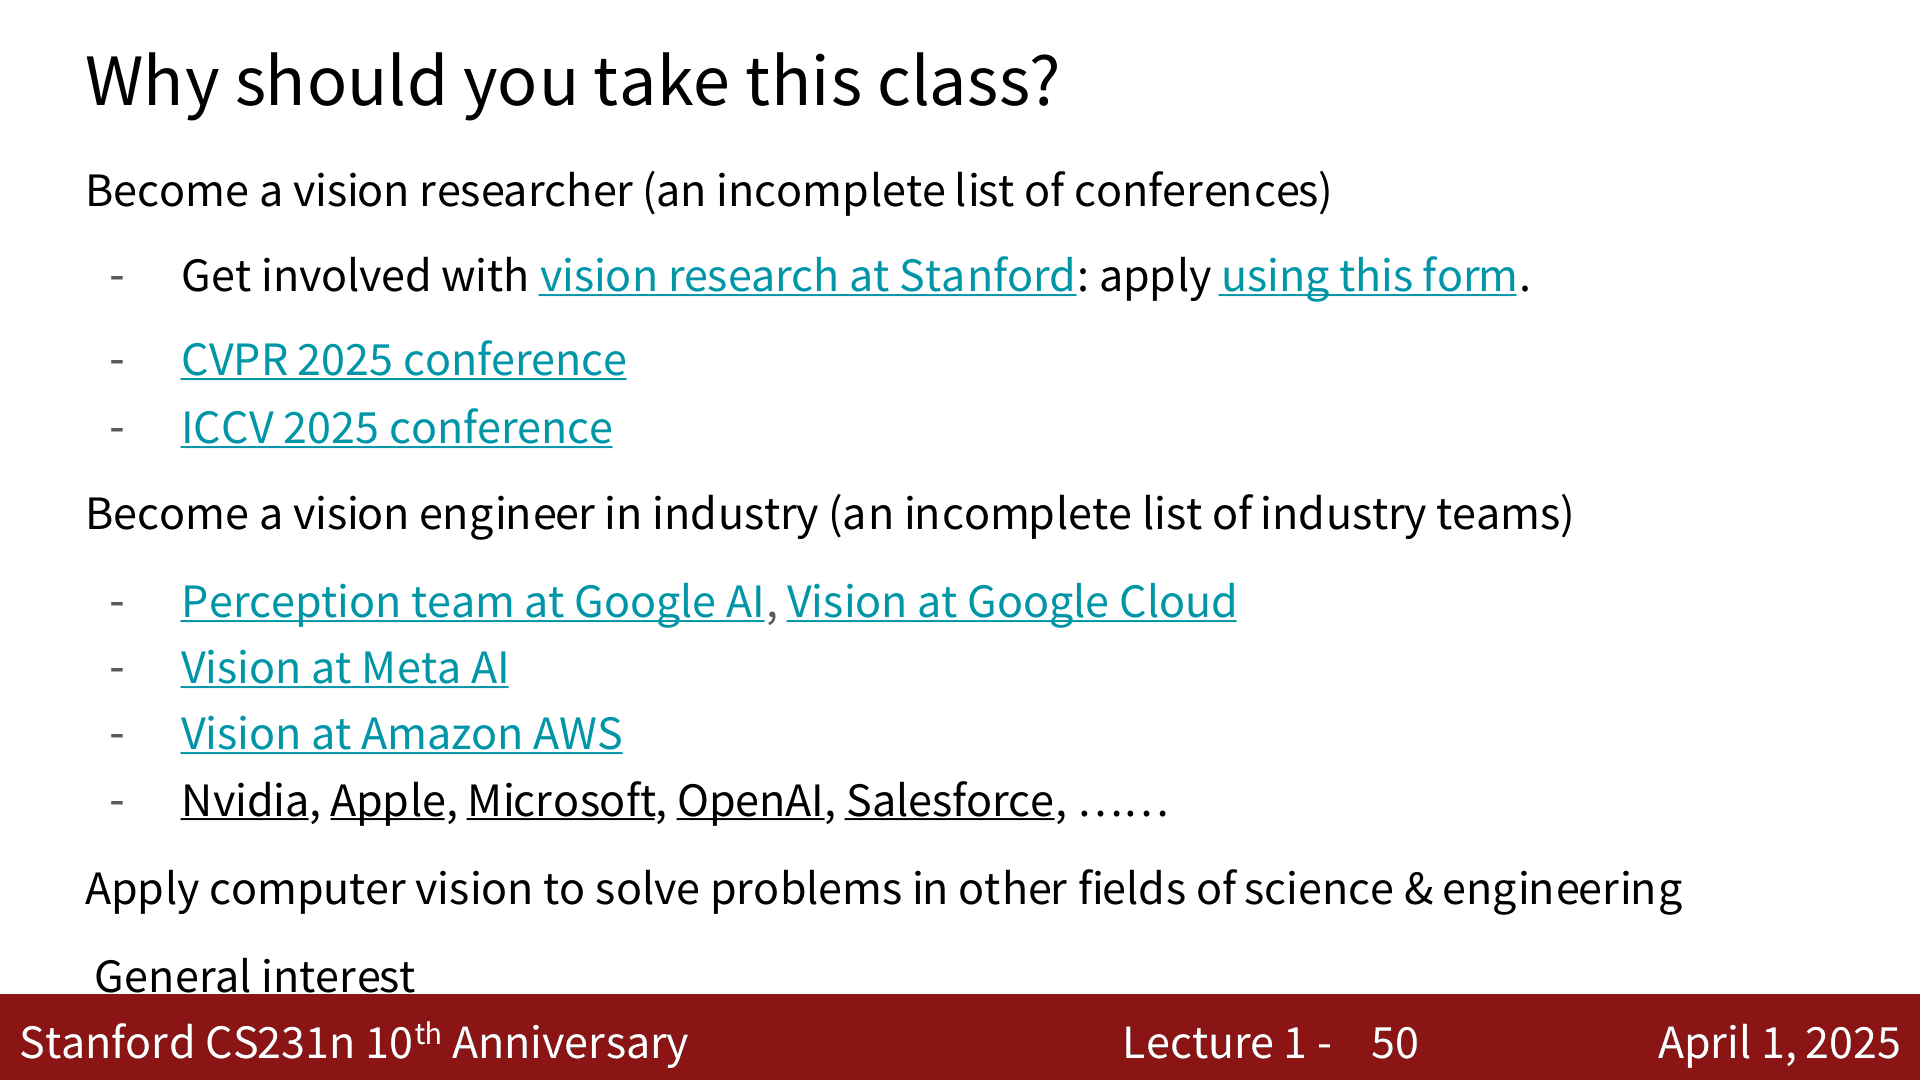 Why should you take this class?
Become a vision researcher (an incomplete list of conferences)
- Get involved with vision research at Stanford: apply using this form.
- CVPR 2025 conference
- ICCV 2025 conference
Become a vision engineer in industry (an incomplete list of industry teams)
- Perception team at Google AI, Vision at Google Cloud
- Vision at Meta AI
- Vision at Amazon AWS
- Nvidia, Apple, Microsoft, OpenAI, Salesforce, ……
Apply computer vision to solve problems in other fields of science & engineering
General interest
Stanford CS231n 10th Anniversary Lecture 1 - 50 April 1, 2025